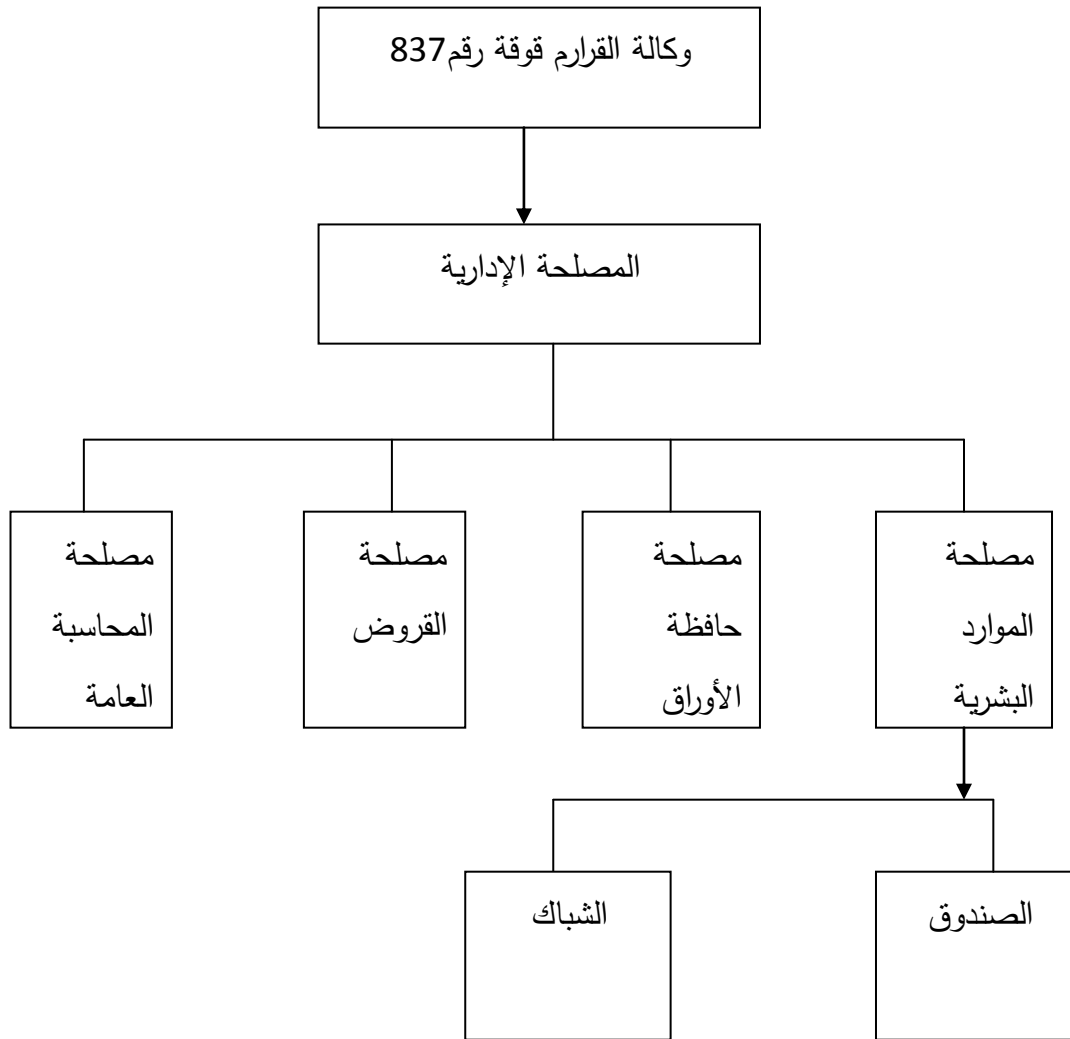 وكالة القرارم قوقة رقم837
المصلحة الإدارية
مصلحة
الموارد
البشرية
مصلحة
حافظة
الأوراق
مصلحة
القروض
مصلحة
المحاسبة
العامة
الصندوق
الشباك